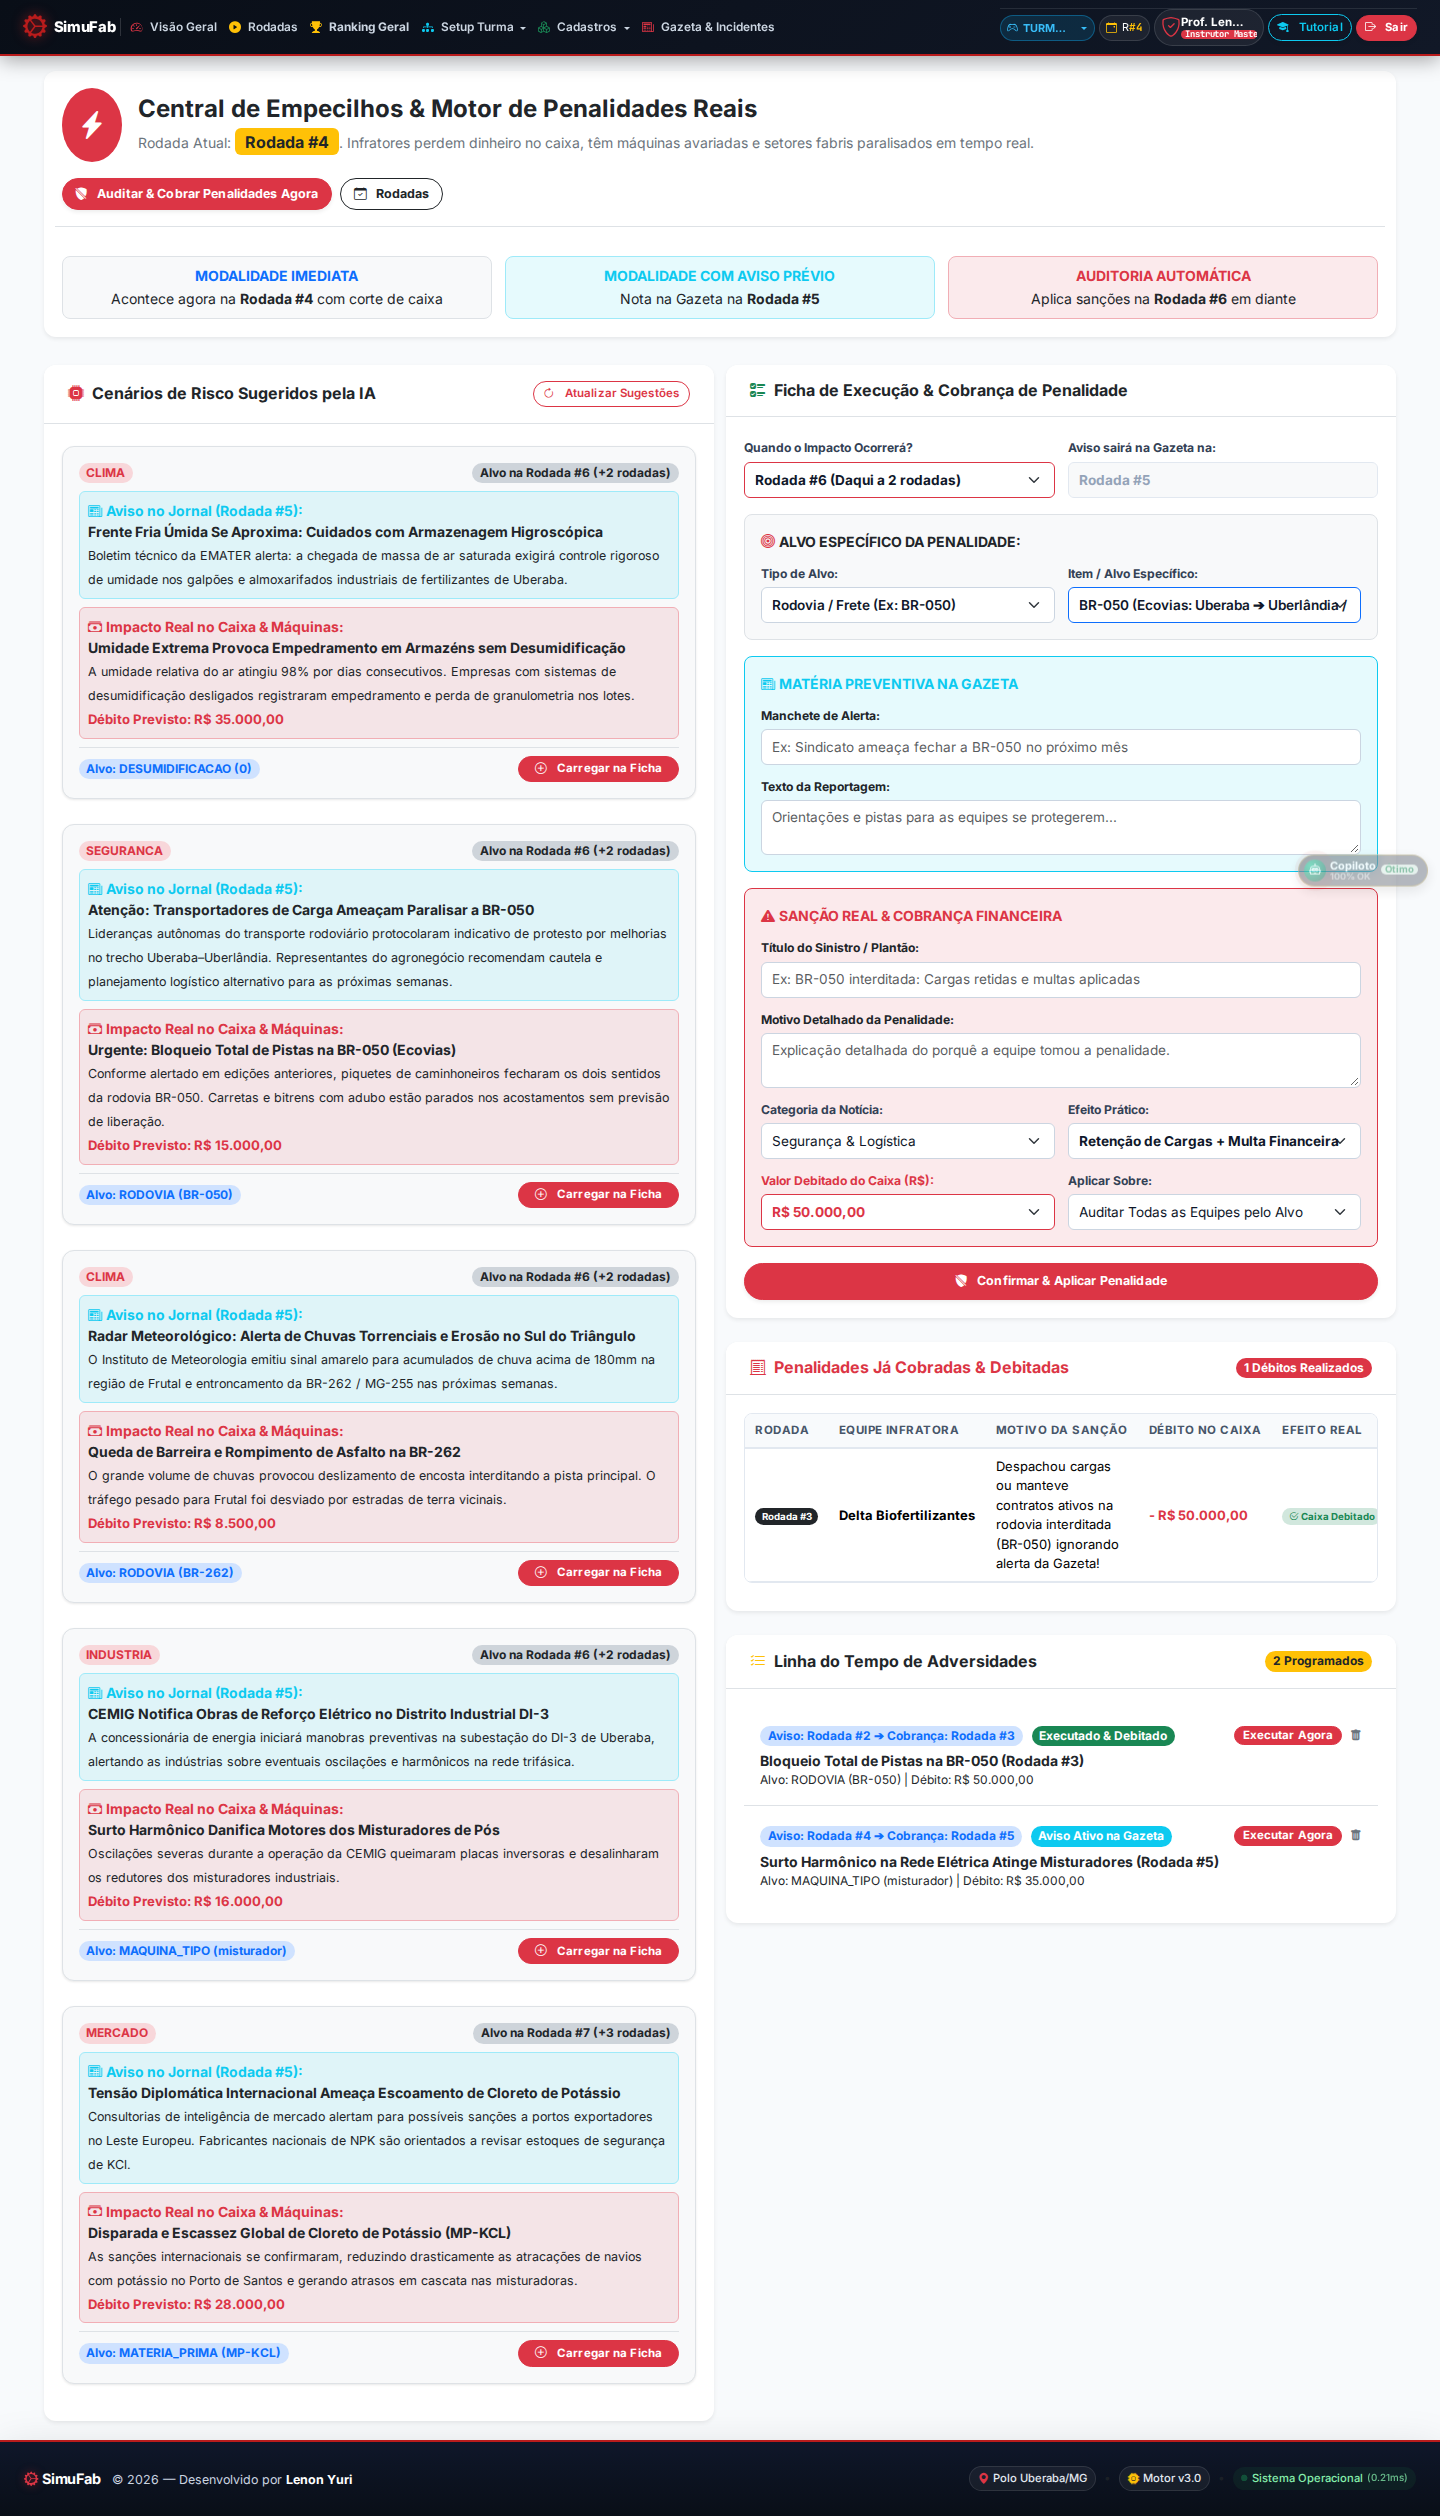 SimuFab
Visão Geral
Rodadas
Ranking Geral
Setup Turma
Cadastros
Gazeta & Incidentes
TURM...
R#4
Prof. Len...
Instrutor Maste
Tutorial
Sair
Central de Empecilhos & Motor de Penalidades Reais
Rodada Atual: Rodada #4 . Infratores perdem dinheiro no caixa, têm máquinas avariadas e setores fabris paralisados em tempo real.
Auditar & Cobrar Penalidades Agora
Rodadas
MODALIDADE IMEDIATA
Acontece agora na Rodada #4 com corte de caixa
MODALIDADE COM AVISO PRÉVIO
Nota na Gazeta na Rodada #5
AUDITORIA AUTOMÁTICA
Aplica sanções na Rodada #6 em diante
Cenários de Risco Sugeridos pela IA
Atualizar Sugestões
CLIMA
Alvo na Rodada #6 (+2 rodadas)
Aviso no Jornal (Rodada #5):
Frente Fria Úmida Se Aproxima: Cuidados com Armazenagem Higroscópica
Boletim técnico da EMATER alerta: a chegada de massa de ar saturada exigirá controle rigoroso
de umidade nos galpões e almoxarifados industriais de fertilizantes de Uberaba.
Impacto Real no Caixa & Máquinas:
Umidade Extrema Provoca Empedramento em Armazéns sem Desumidificação
A umidade relativa do ar atingiu 98% por dias consecutivos. Empresas com sistemas de
desumidificação desligados registraram empedramento e perda de granulometria nos lotes.
Débito Previsto: R$ 35.000,00
Alvo: DESUMIDIFICACAO (0)
Carregar na Ficha
SEGURANCA
Alvo na Rodada #6 (+2 rodadas)
Aviso no Jornal (Rodada #5):
Atenção: Transportadores de Carga Ameaçam Paralisar a BR-050
Lideranças autônomas do transporte rodoviário protocolaram indicativo de protesto por melhorias
no trecho Uberaba–Uberlândia. Representantes do agronegócio recomendam cautela e
planejamento logístico alternativo para as próximas semanas.
Impacto Real no Caixa & Máquinas:
Urgente: Bloqueio Total de Pistas na BR-050 (Ecovias)
Conforme alertado em edições anteriores, piquetes de caminhoneiros fecharam os dois sentidos
da rodovia BR-050. Carretas e bitrens com adubo estão parados nos acostamentos sem previsão
de liberação.
Débito Previsto: R$ 15.000,00
Alvo: RODOVIA (BR-050)
Carregar na Ficha
CLIMA
Alvo na Rodada #6 (+2 rodadas)
Aviso no Jornal (Rodada #5):
Radar Meteorológico: Alerta de Chuvas Torrenciais e Erosão no Sul do Triângulo
O Instituto de Meteorologia emitiu sinal amarelo para acumulados de chuva acima de 180mm na
região de Frutal e entroncamento da BR-262 / MG-255 nas próximas semanas.
Impacto Real no Caixa & Máquinas:
Queda de Barreira e Rompimento de Asfalto na BR-262
O grande volume de chuvas provocou deslizamento de encosta interditando a pista principal. O
tráfego pesado para Frutal foi desviado por estradas de terra vicinais.
Débito Previsto: R$ 8.500,00
Alvo: RODOVIA (BR-262)
Carregar na Ficha
INDUSTRIA
Alvo na Rodada #6 (+2 rodadas)
Aviso no Jornal (Rodada #5):
CEMIG Notifica Obras de Reforço Elétrico no Distrito Industrial DI-3
A concessionária de energia iniciará manobras preventivas na subestação do DI-3 de Uberaba,
alertando as indústrias sobre eventuais oscilações e harmônicos na rede trifásica.
Impacto Real no Caixa & Máquinas:
Surto Harmônico Danifica Motores dos Misturadores de Pós
Oscilações severas durante a operação da CEMIG queimaram placas inversoras e desalinharam
os redutores dos misturadores industriais.
Débito Previsto: R$ 16.000,00
Alvo: MAQUINA_TIPO (misturador)
Carregar na Ficha
MERCADO
Alvo na Rodada #7 (+3 rodadas)
Aviso no Jornal (Rodada #5):
Tensão Diplomática Internacional Ameaça Escoamento de Cloreto de Potássio
Consultorias de inteligência de mercado alertam para possíveis sanções a portos exportadores
no Leste Europeu. Fabricantes nacionais de NPK são orientados a revisar estoques de segurança
de KCl.
Impacto Real no Caixa & Máquinas:
Disparada e Escassez Global de Cloreto de Potássio (MP-KCL)
As sanções internacionais se confirmaram, reduzindo drasticamente as atracações de navios
com potássio no Porto de Santos e gerando atrasos em cascata nas misturadoras.
Débito Previsto: R$ 28.000,00
Alvo: MATERIA_PRIMA (MP-KCL)
Carregar na Ficha
Ficha de Execução & Cobrança de Penalidade
Quando o Impacto Ocorrerá?
Rodada #6 (Daqui a 2 rodadas)
Aviso sairá na Gazeta na:
Rodada #5
ALVO ESPECÍFICO DA PENALIDADE:
Tipo de Alvo:
Rodovia / Frete (Ex: BR-050)
Item / Alvo Específico:
BR-050 (Ecovias: Uberaba ➔ Uberlândia /
MATÉRIA PREVENTIVA NA GAZETA
Manchete de Alerta:
Ex: Sindicato ameaça fechar a BR-050 no próximo mês
Texto da Reportagem:
Orientações e pistas para as equipes se protegerem...
Copiloto
100% OK
Ótimo
SANÇÃO REAL & COBRANÇA FINANCEIRA
Título do Sinistro / Plantão:
Ex: BR-050 interditada: Cargas retidas e multas aplicadas
Motivo Detalhado da Penalidade:
Explicação detalhada do porquê a equipe tomou a penalidade.
Categoria da Notícia:
Segurança & Logística
Efeito Prático:
Retenção de Cargas + Multa Financeira
Valor Debitado do Caixa (R$):
R$ 50.000,00
Aplicar Sobre:
Auditar Todas as Equipes pelo Alvo
Confirmar & Aplicar Penalidade
Penalidades Já Cobradas & Debitadas
1 Débitos Realizados
RODADA
EQUIPE INFRATORA
MOTIVO DA SANÇÃO
DÉBITO NO CAIXA
EFEITO REAL
Rodada #3
Delta Biofertilizantes
Despachou cargas
ou manteve
contratos ativos na
rodovia interditada
(BR-050) ignorando
alerta da Gazeta!
- R$ 50.000,00
Caixa Debitado
Linha do Tempo de Adversidades
2 Programados
Aviso: Rodada #2 ➔ Cobrança: Rodada #3
Executado & Debitado
Executar Agora
Bloqueio Total de Pistas na BR-050 (Rodada #3)
Alvo: RODOVIA (BR-050) | Débito: R$ 50.000,00
Aviso: Rodada #4 ➔ Cobrança: Rodada #5
Aviso Ativo na Gazeta
Executar Agora
Surto Harmônico na Rede Elétrica Atinge Misturadores (Rodada #5)
Alvo: MAQUINA_TIPO (misturador) | Débito: R$ 35.000,00
SimuFab
© 2026 — Desenvolvido por Lenon Yuri
Polo Uberaba/MG
Motor v3.0
Sistema Operacional (0.21ms)